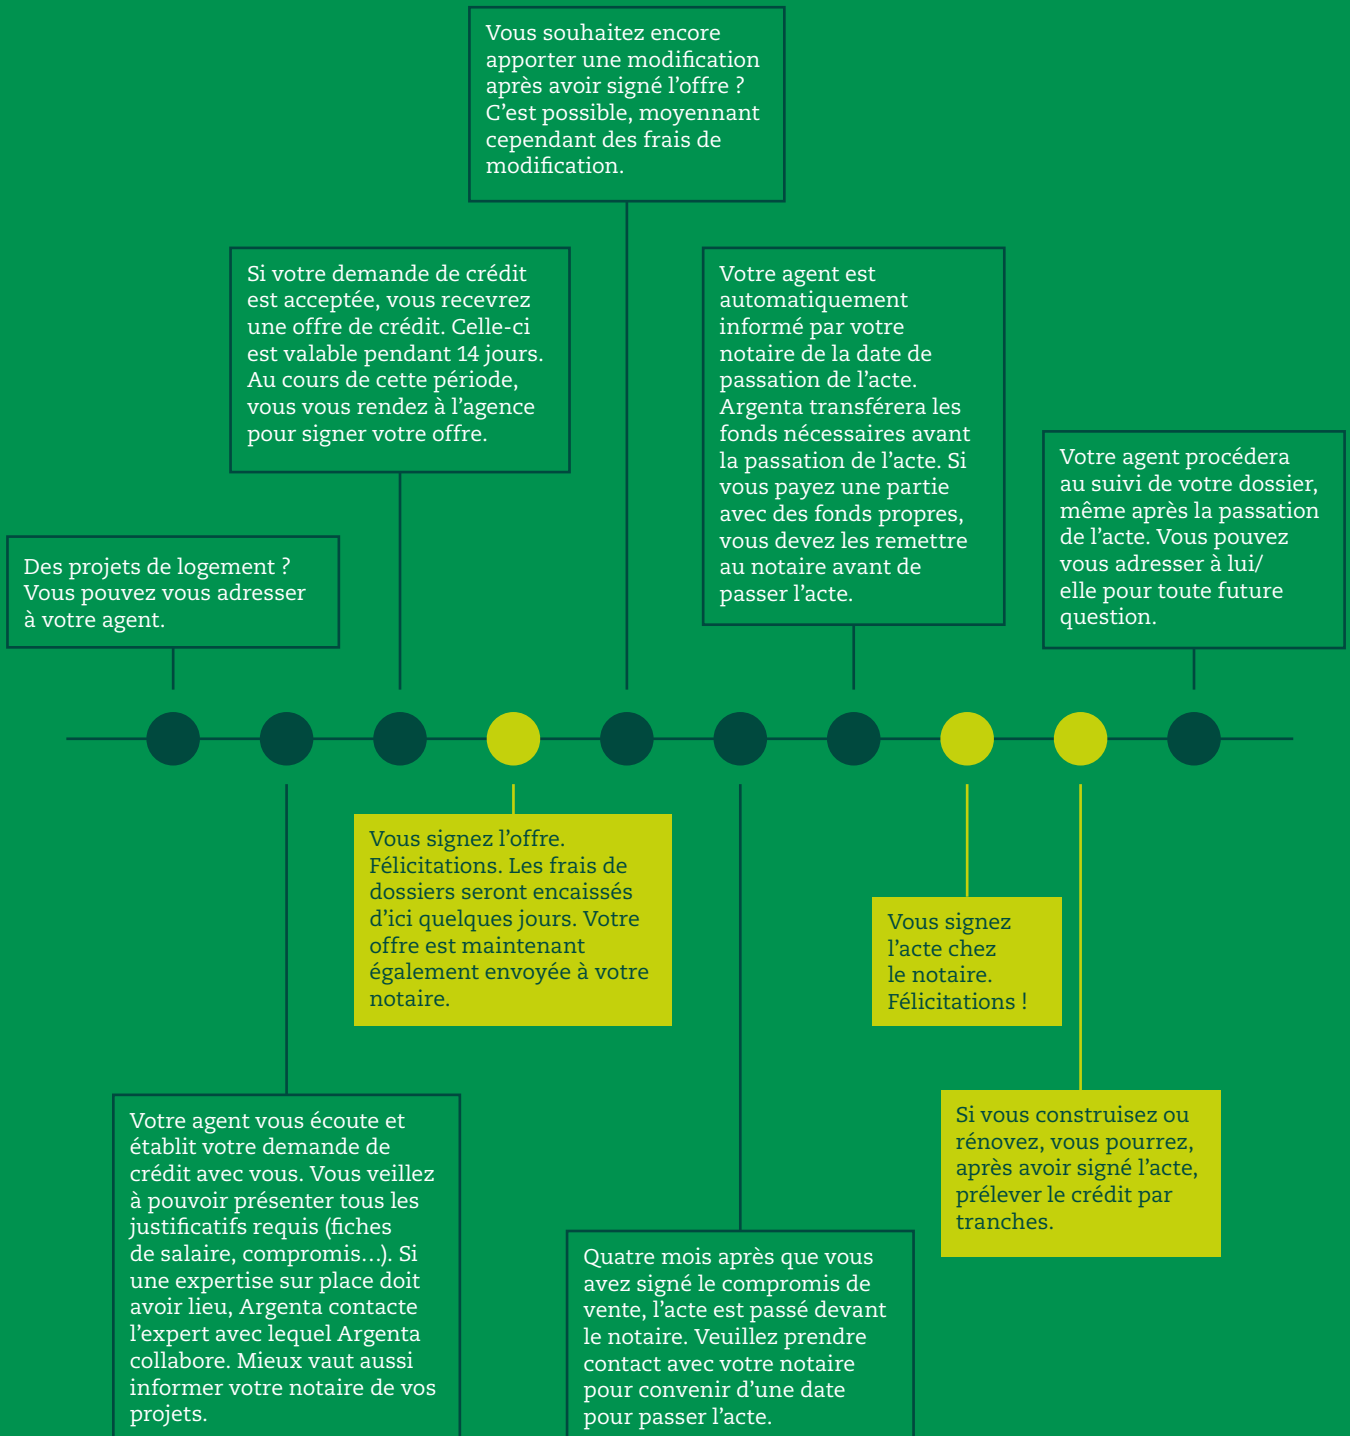 Vous souhaitez encore
apporter une modification
après avoir signé l’offre ?
C’est possible, moyennant
cependant des frais de
modification.
Si votre demande de crédit
est acceptée, vous recevrez
une offre de crédit. Celle-ci
est valable pendant 14 jours.
Au cours de cette période,
vous vous rendez à l’agence
pour signer votre offre.
Votre agent est
automatiquement
informé par votre
notaire de la date de
passation de l’acte.
Argenta transférera les
fonds nécessaires avant
la passation de l’acte. Si
vous payez une partie
avec des fonds propres,
vous devez les remettre
au notaire avant de
passer l’acte.
Votre agent procédera
au suivi de votre dossier,
même après la passation
de l’acte. Vous pouvez
vous adresser à lui/
elle pour toute future
question.
Des projets de logement ?
Vous pouvez vous adresser
à votre agent.
Vous signez l’offre.
Félicitations. Les frais de
dossiers seront encaissés
d’ici quelques jours. Votre
offre est maintenant
également envoyée à votre
notaire.
Vous signez
l’acte chez
le notaire.
Félicitations !
Votre agent vous écoute et
établit votre demande de
crédit avec vous. Vous veillez
à pouvoir présenter tous les
justificatifs requis (fiches
de salaire, compromis…). Si
une expertise sur place doit
avoir lieu, Argenta contacte
l’expert avec lequel Argenta
collabore. Mieux vaut aussi
informer votre notaire de vos
projets.
Si vous construisez ou
rénovez, vous pourrez,
après avoir signé l’acte,
prélever le crédit par
tranches.
Quatre mois après que vous
avez signé le compromis de
vente, l’acte est passé devant
le notaire. Veuillez prendre
contact avec votre notaire
pour convenir d’une date
pour passer l’acte.